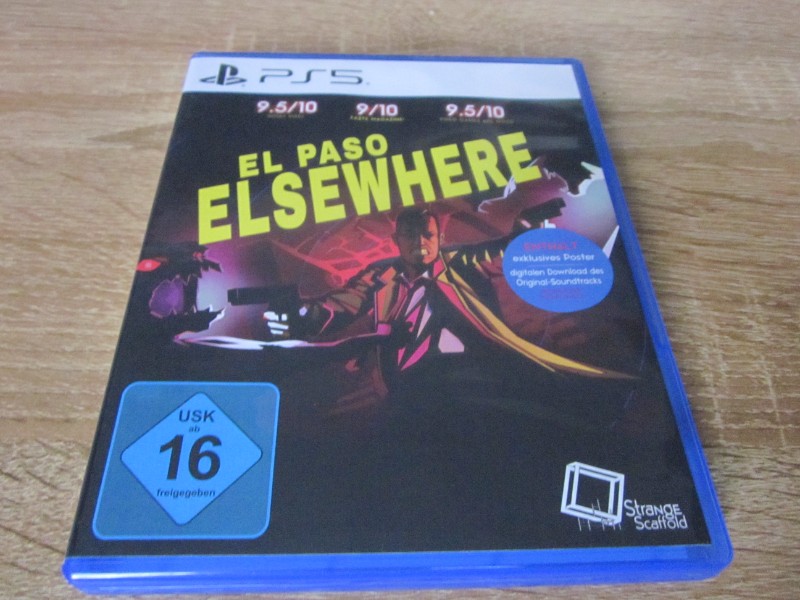 PS5
9.5/10
9/10
9.5/10
EL PASO
ELSEWHERE
ENTHÄLT
exklusives Poster
digitalen Download des
Original-Soundtracks
USK
ab
16
freigegeben
Strange
Scaffold